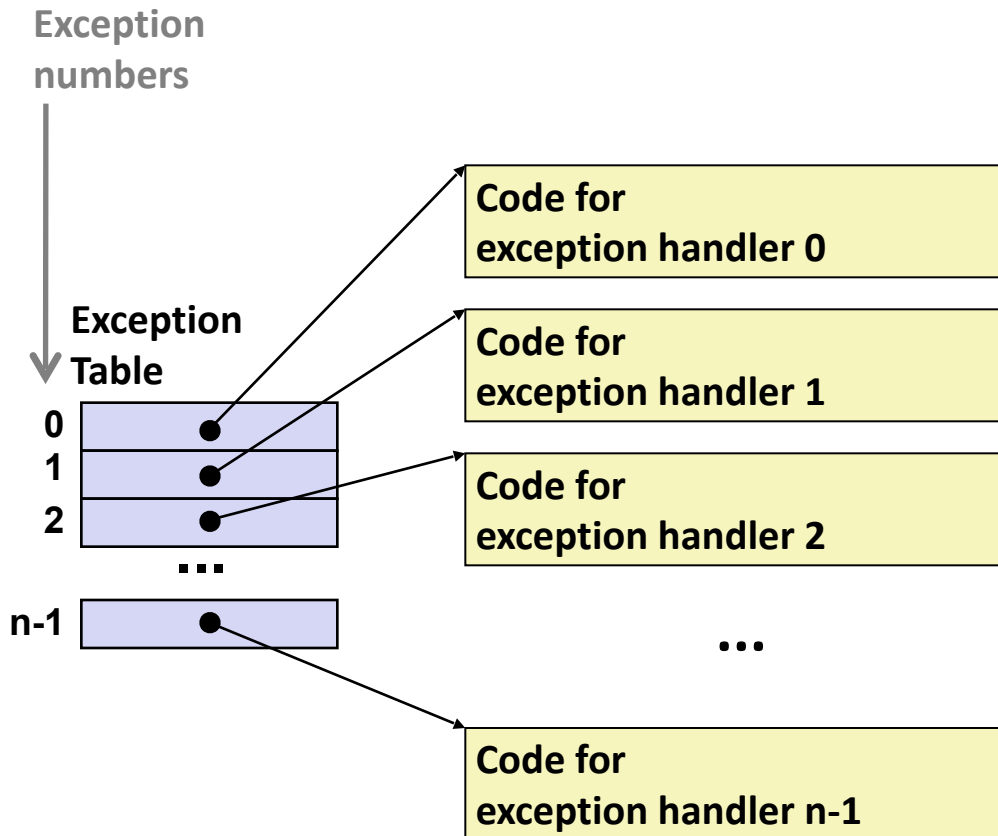 Exception
numbers
Exception
Table
0
1
2
...
n-1
Code for
exception handler 0
Code for
exception handler 1
Code for
exception handler 2
...
Code for
exception handler n-1